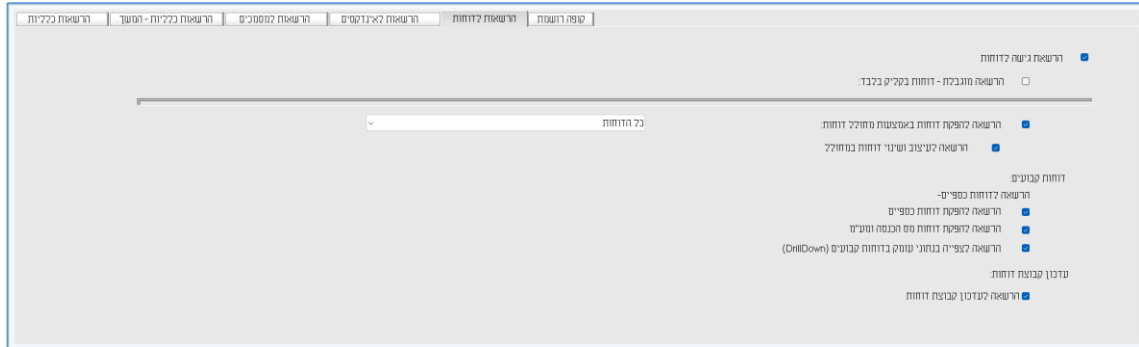 קופה רושמת הרשאות לדוחות הרשאות לאינדקסים הרשאות למסמכים הרשאות כלליות - המשך הרשאות כלליות
הרשאת גישה לדוחות
הרשאה מוגבלת - דוחות בקליק בלבד:
הרשאה להפקת דוחות באמצעות מחולל דוחות: כל הדוחות
הרשאה לעיצוב ושינוי דוחות במחולל
דוחות קבועים:
הרשאה לדוחות כספיים-
הרשאה להפקת דוחות כספיים
הרשאה להפקת דוחות מס הכנסה ומע"מ
הרשאה לצפייה בנתוני עומק בדוחות קבועים (DrillDown)
עדכון קבוצת דוחות:
הרשאה לעדכון קבוצת דוחות